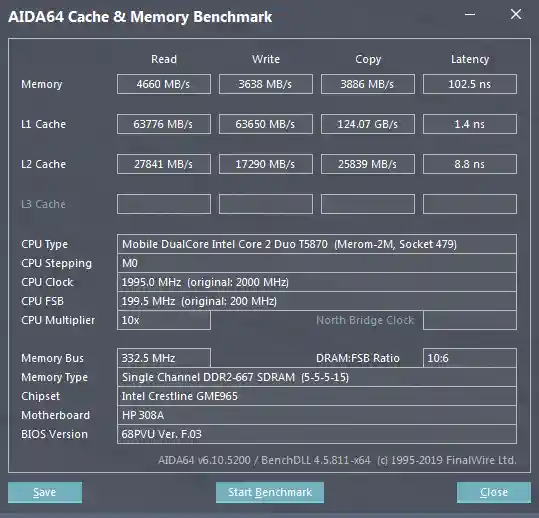 AIDA64 Cache & Memory Benchmark
Read Write Copy Latency
Memory 4660 MB/s 3638 MB/s 3886 MB/s 102.5 ns
L1 Cache 63776 MB/s 63650 MB/s 124.07 GB/s 1.4 ns
L2 Cache 27841 MB/s 17290 MB/s 25839 MB/s 8.8 ns
L3 Cache
CPU Type Mobile DualCore Intel Core 2 Duo T5870 (Merom-2M, Socket 479)
CPU Stepping M0
CPU Clock 1995.0 MHz (original: 2000 MHz)
CPU FSB 199.5 MHz (original: 200 MHz)
CPU Multiplier 10x North Bridge Clock
Memory Bus 332.5 MHz DRAM:FSB Ratio 10:6
Memory Type Single Channel DDR2-667 SDRAM (5-5-5-15)
Chipset Intel Crestline GME965
Motherboard HP 308A
BIOS Version 68PVU Ver. F.03
AIDA64 v6.10.5200 / BenchDLL 4.5.811-x64 (c) 1995-2019 FinalWire Ltd.
Save Start Benchmark Close